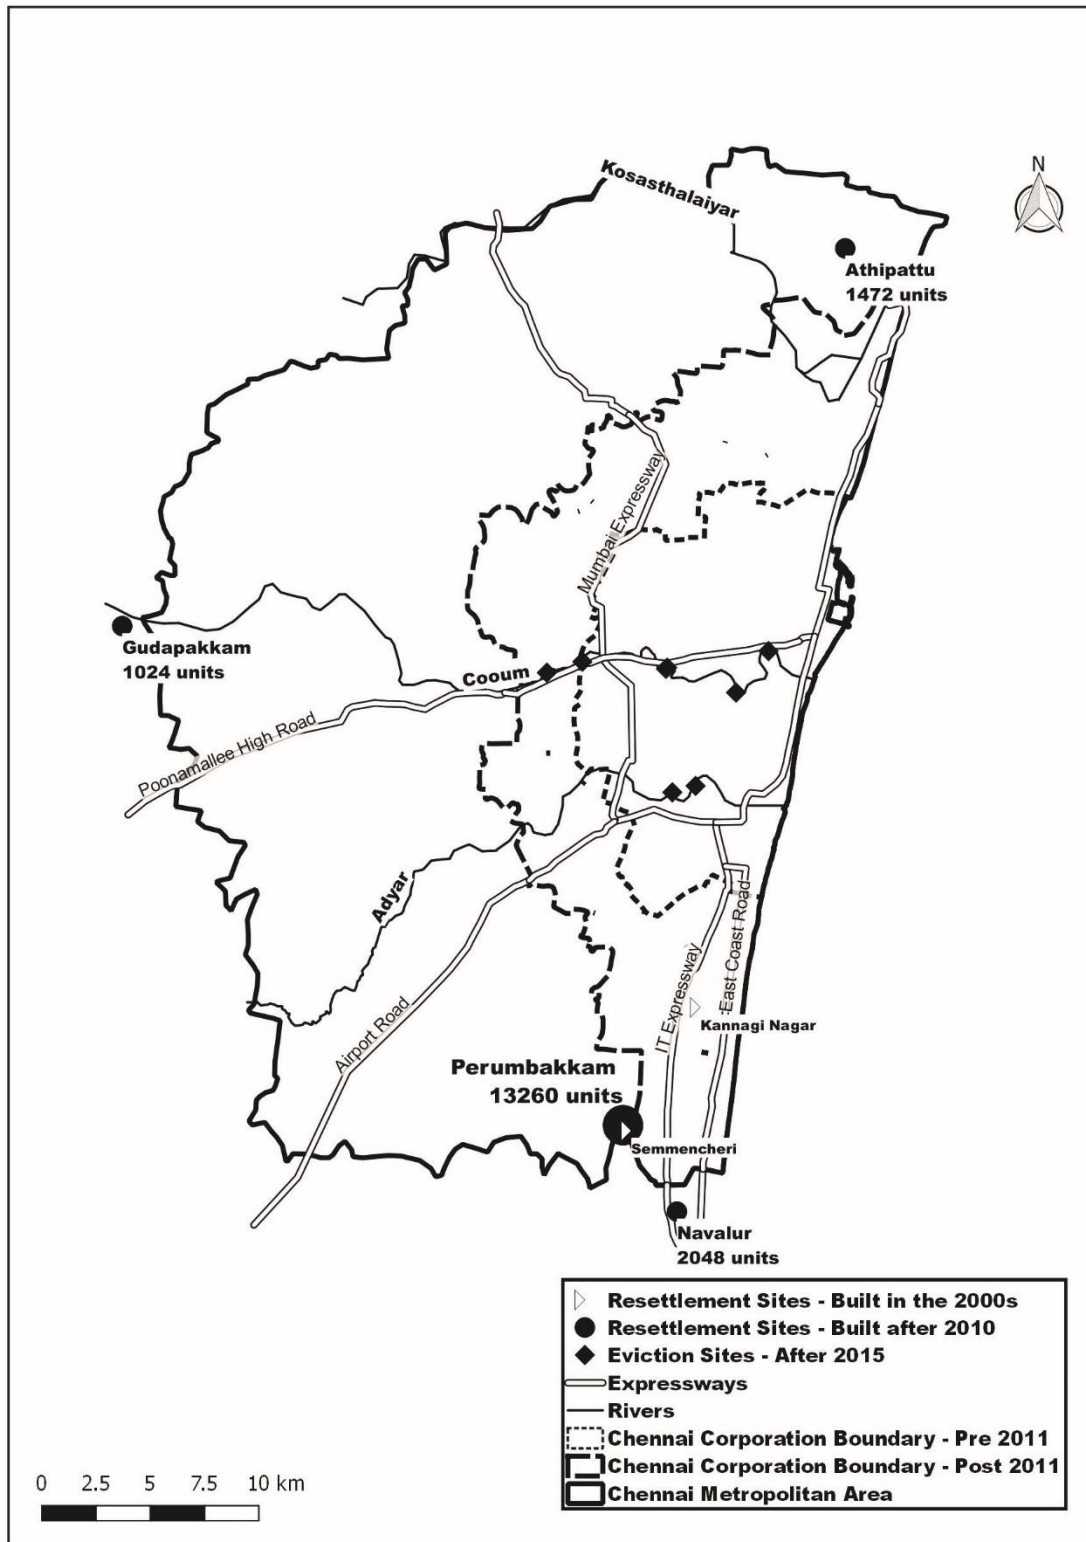 N
Kosasthalaiyar
Athipattu
1472 units
Mumbai Expressway
Gudapakkam
1024 units
Cooum
Poonamallee High Road
Adyar
Airport Road
IT Expressway
East Coast Road
Kannagi Nagar
Perumbakkam
13260 units
Semmencheri
Navalur
2048 units
Resettlement Sites - Built in the 2000s
Resettlement Sites - Built after 2010
Eviction Sites - After 2015
Expressways
Rivers
Chennai Corporation Boundary - Pre 2011
Chennai Corporation Boundary - Post 2011
Chennai Metropolitan Area
0 2.5 5 7.5 10 km